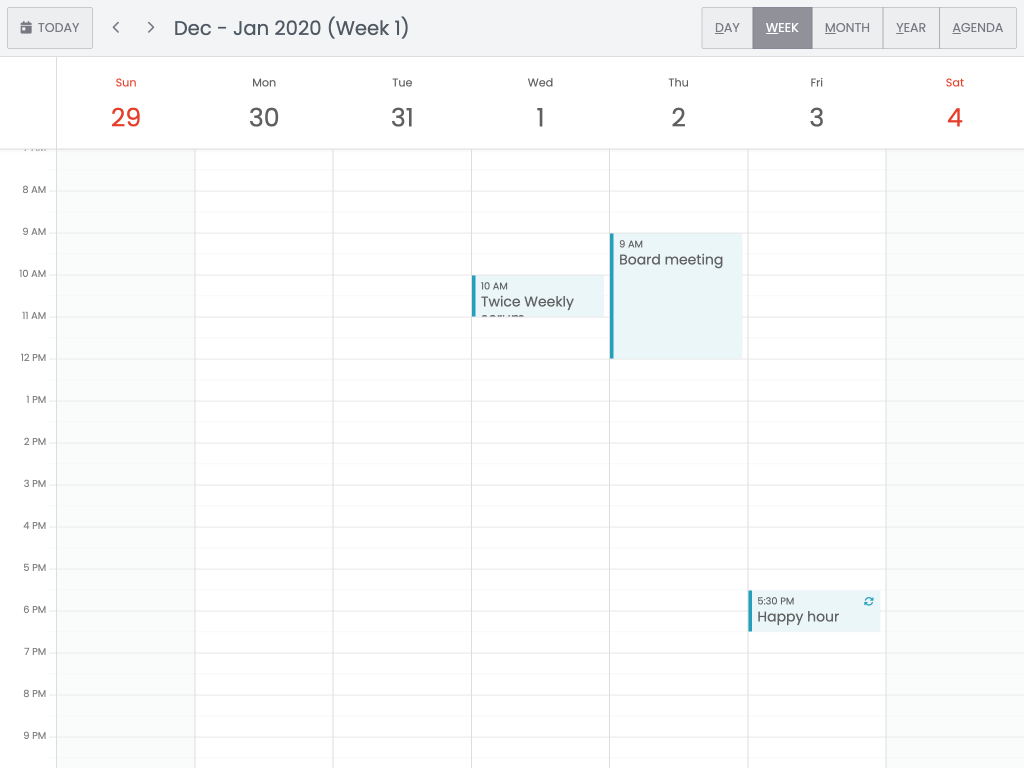 TODAY
Dec - Jan 2020 (Week 1)
DAY
WEEK
MONTH
YEAR
AGENDA
Sun
Mon
Tue
Wed
Thu
Fri
Sat
29
30
31
1
2
3
4
8 AM
9 AM
10 AM
11 AM
12 PM
1 PM
2 PM
3 PM
4 PM
5 PM
6 PM
7 PM
8 PM
9 PM
10 AM
Twice Weekly
9 AM
Board meeting
5:30 PM
Happy hour